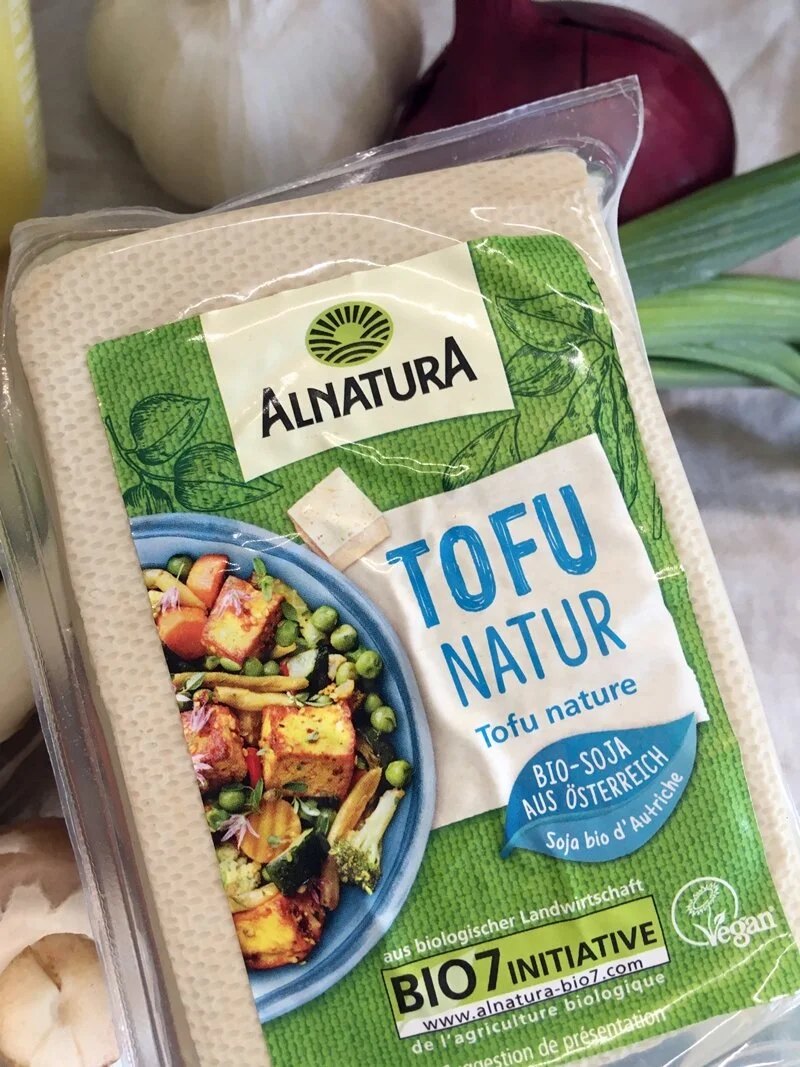 ALNATURA
TOFU
NATUR
Tofu nature
BIO-SOJA
AUS ÖSTERREICH
Soja bio d'Autriche
aus biologischer Landwirtschaft
BIO7 INITIATIVE
www.alnatura-bio7.com
de l'agriculture biologique
Vegan
de présentation